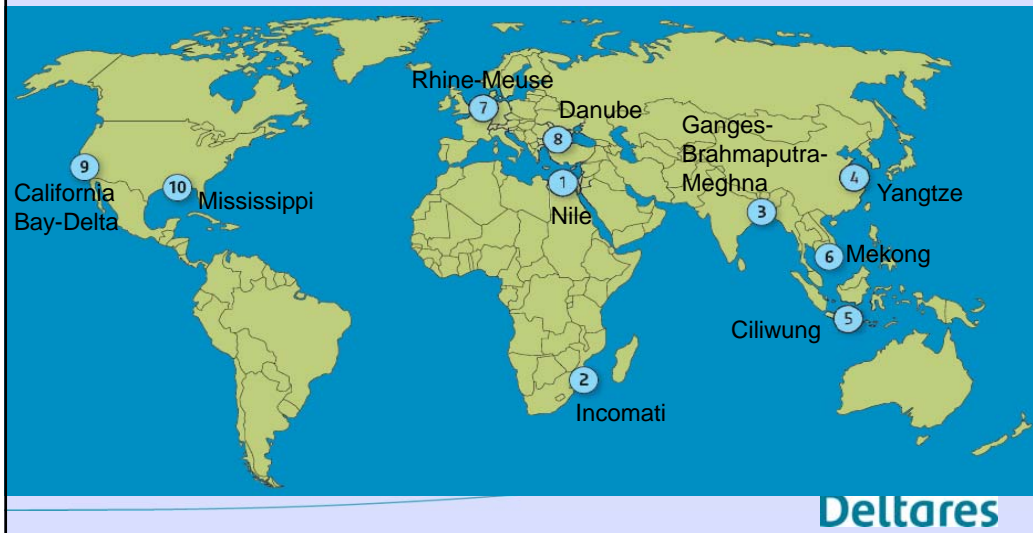 Rhine-Meuse
7
Danube
8
Ganges-
Brahmaputra-
Meghna
9
California
Bay-Delta
10
Mississippi
1
Nile
3
4
Yangtze
6
Mekong
5
Ciliwung
2
Incomati
Deltares